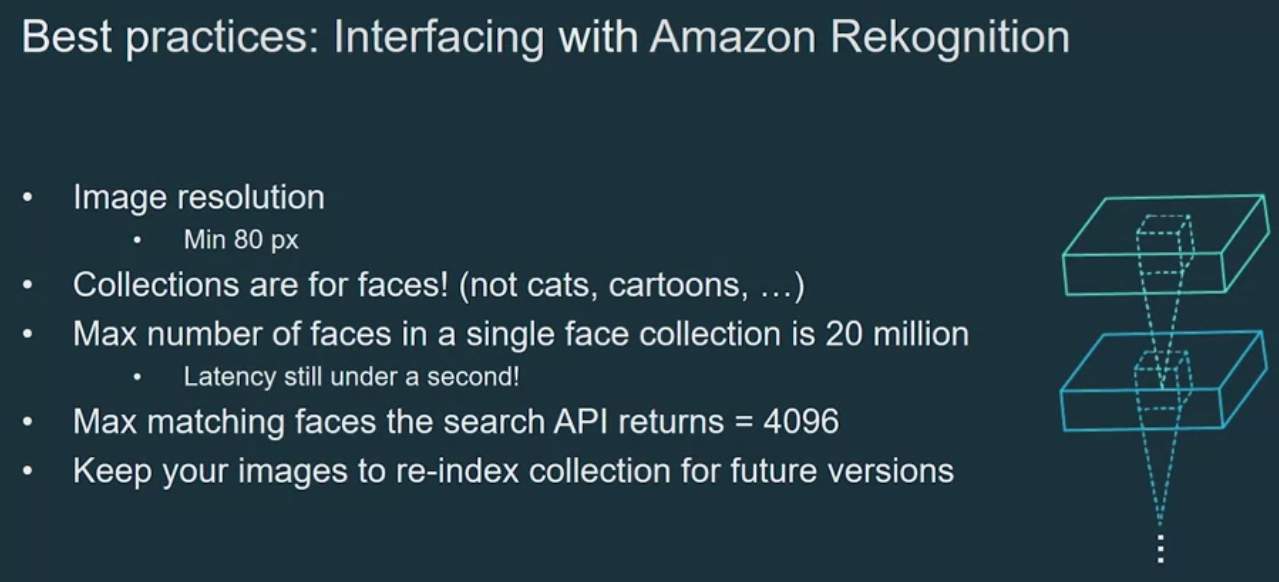 Best practices: Interfacing with Amazon Rekognition
• Image resolution
• Min 80 px
• Collections are for faces! (not cats, cartoons, …)
• Max number of faces in a single face collection is 20 million
• Latency still under a second!
• Max matching faces the search API returns = 4096
• Keep your images to re-index collection for future versions